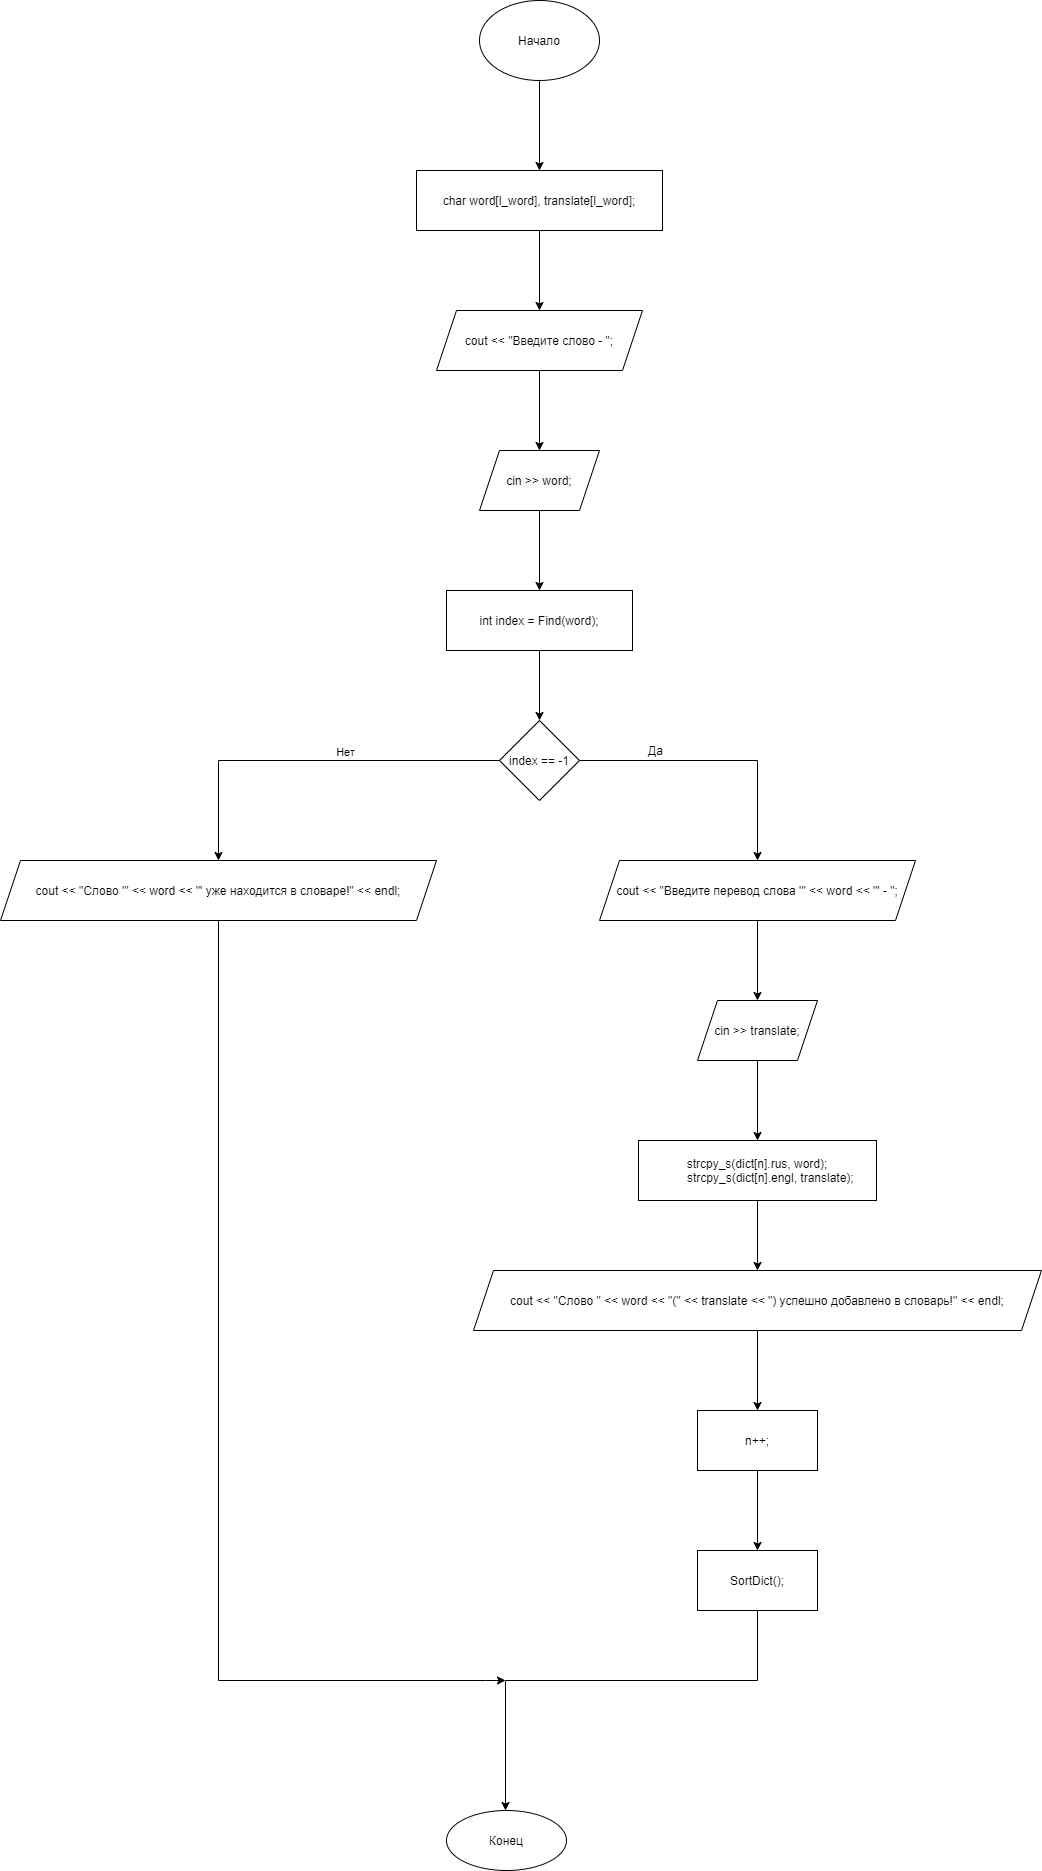 Начало
char word[l_word], translate[l_word];
cout << "Введите слово - ";
cin >> word;
int index = Find(word);
index == -1
Нет
Да
cout << "Слово '" << word << "' уже находится в словаре!" << endl;
cout << "Введите перевод слова '" << word << "' - ";
cin >> translate;
strcpy_s(dict[n].rus, word);
strcpy_s(dict[n].engl, translate);
cout << "Слово " << word << "(" << translate << ") успешно добавлено в словарь!" << endl;
n++;
SortDict();
Конец